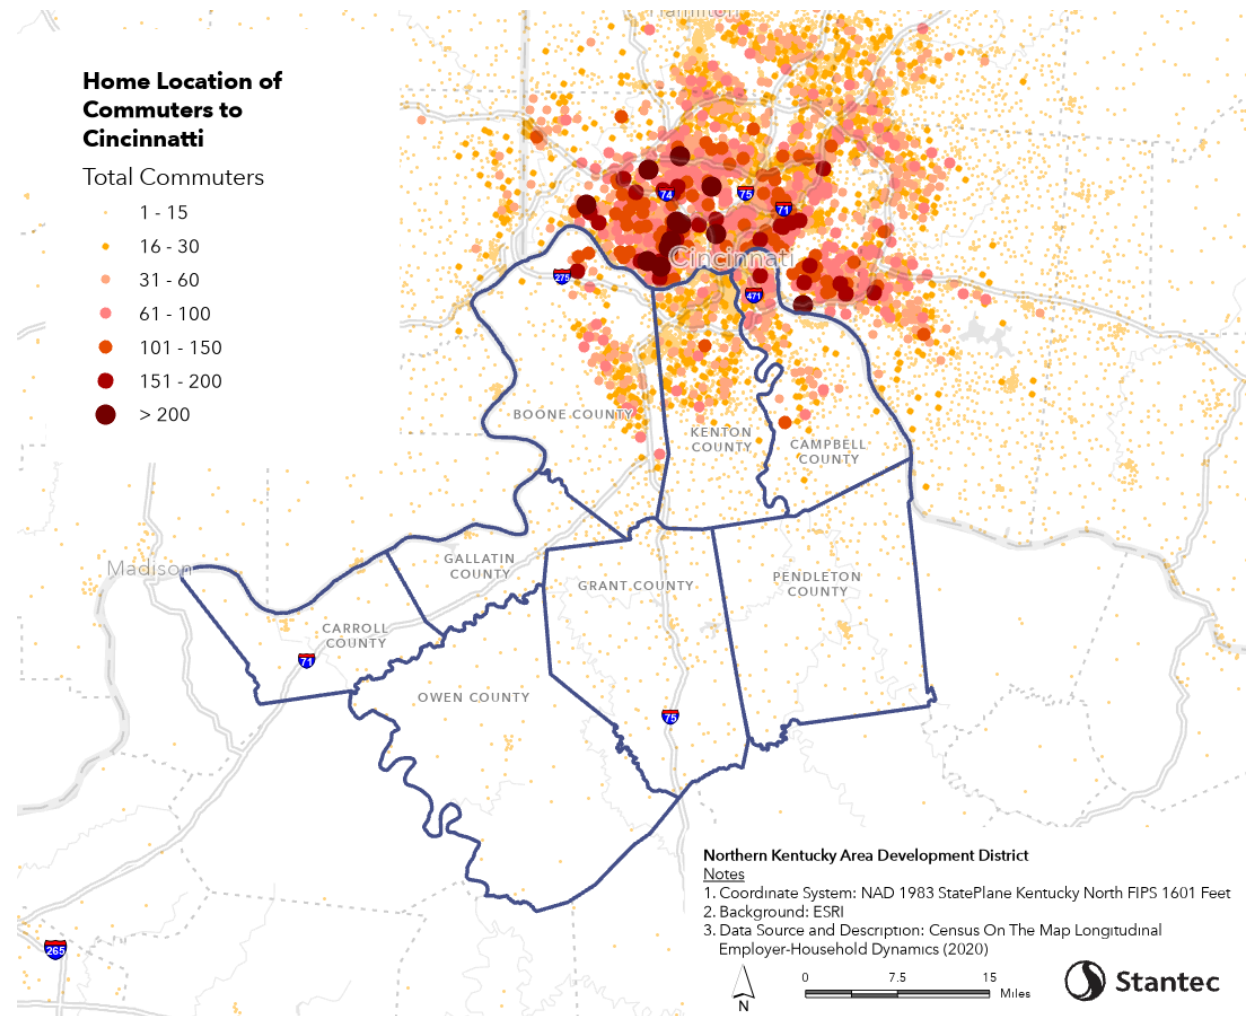 Hamilton
Home Location of
Commuters to
Cincinnatti
Total Commuters
1 - 15
16 - 30
31 - 60
61 - 100
101 - 150
151 - 200
> 200
74
75
71
Cincinnati
275
471
BOONE COUNTY
KENTON
COUNTY
CAMPBELL
COUNTY
Madison
GALLATIN
COUNTY
GRANT COUNTY
PENDLETON
COUNTY
CARROLL
COUNTY
71
OWEN COUNTY
75
265
Northern Kentucky Area Development District
Notes
1. Coordinate System: NAD 1983 StatePlane Kentucky North FIPS 1601 Feet
2. Background: ESRI
3. Data Source and Description: Census On The Map Longitudinal
Employer-Household Dynamics (2020)
0 7.5 15
Miles
N
Stantec